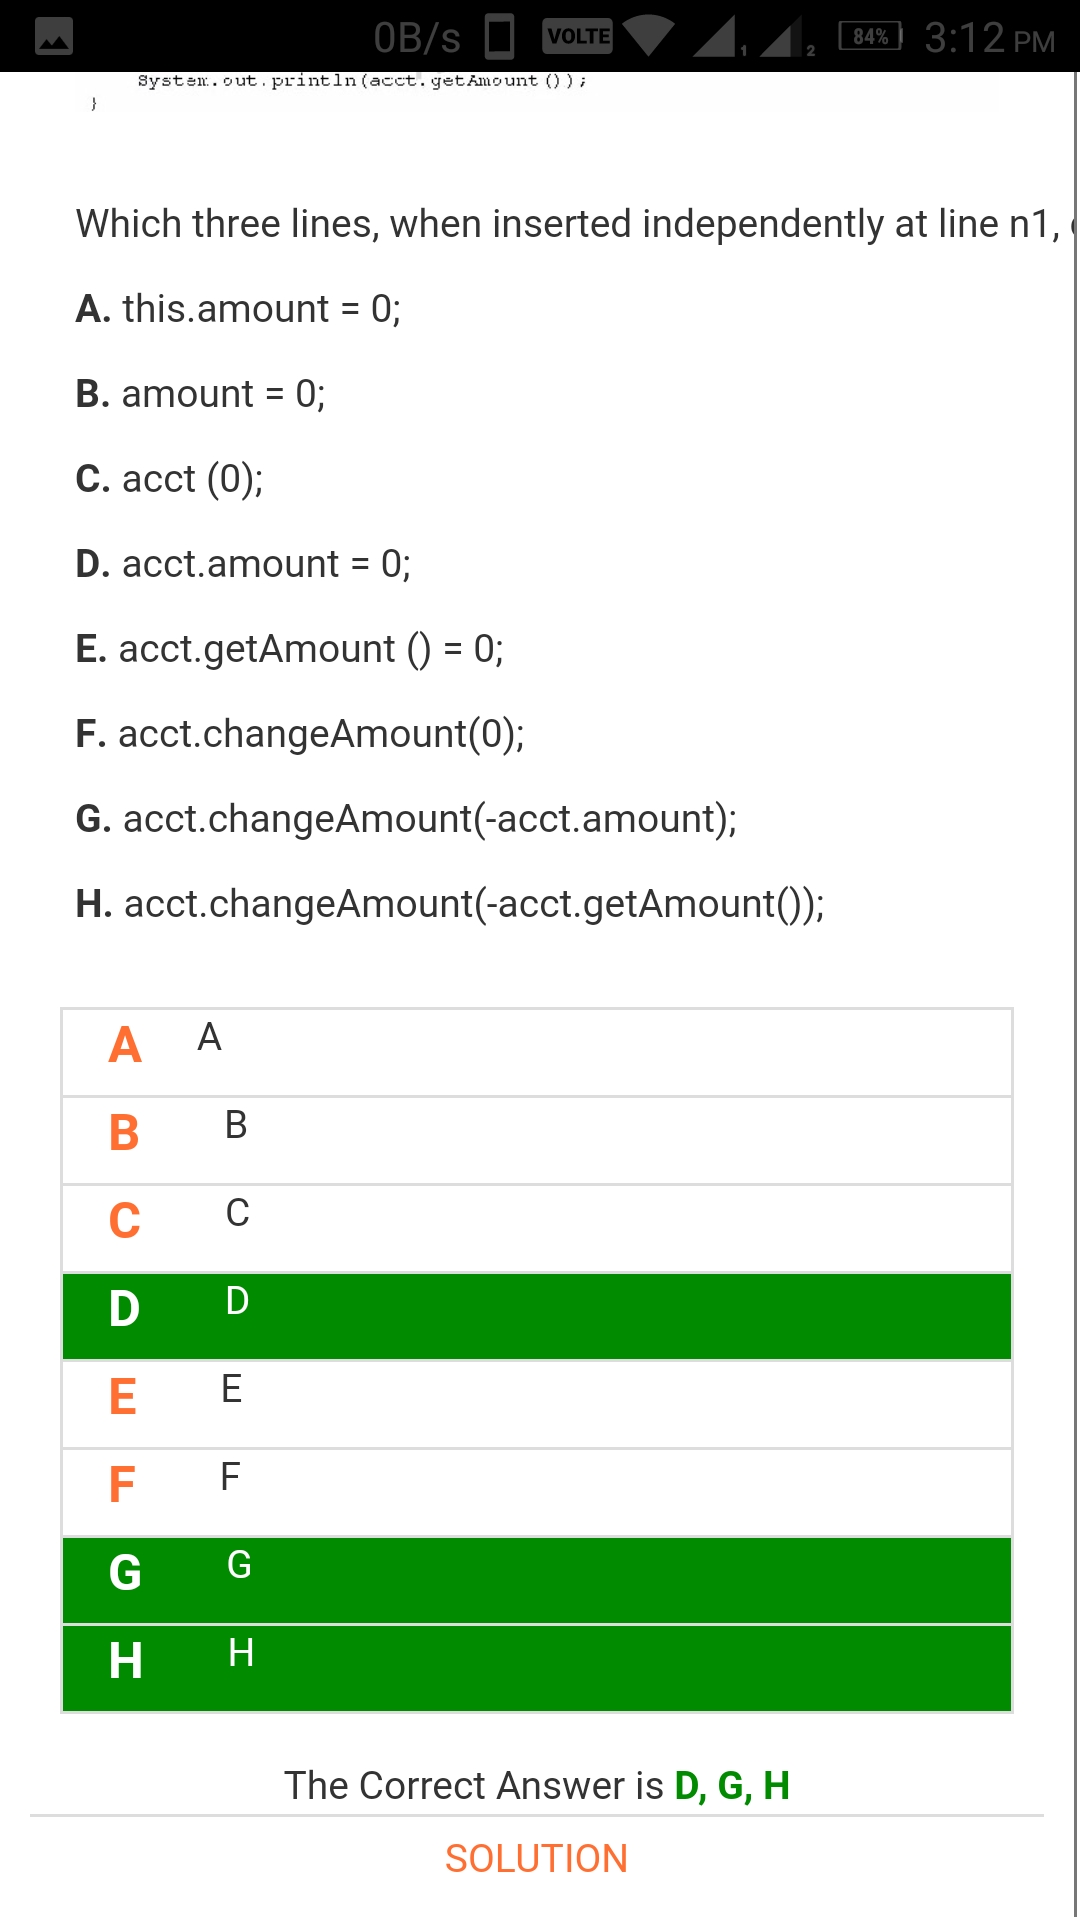 0B/s VOLTE 1 2 84% 3:12 PM
System.out.println(acct.getAmount());
}
Which three lines, when inserted independently at line n1,
A. this.amount = 0;
B. amount = 0;
C. acct (0);
D. acct.amount = 0;
E. acct.getAmount () = 0;
F. acct.changeAmount(0);
G. acct.changeAmount(-acct.amount);
H. acct.changeAmount(-acct.getAmount());
A A
B B
C C
D D
E E
F F
G G
H H
The Correct Answer is D, G, H
SOLUTION